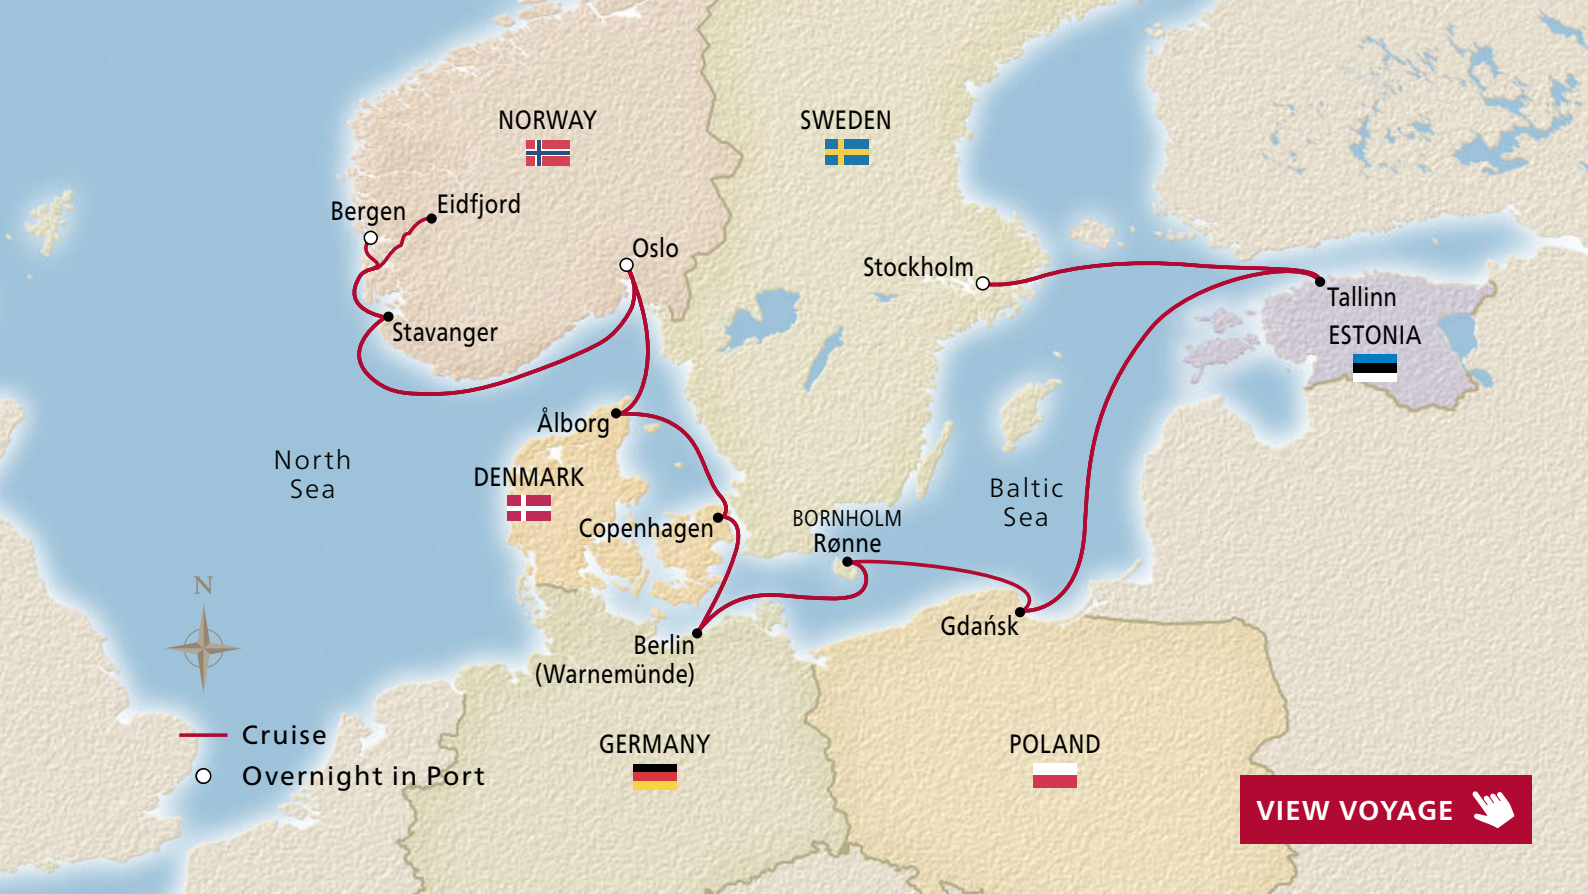 NORWAY
SWEDEN
Bergen
Eidfjord
Oslo
Stockholm
Tallinn
ESTONIA
Stavanger
Ålborg
North
Sea
DENMARK
Baltic
Sea
Copenhagen
BORNHOLM
Rønne
N
Gdańsk
Berlin
(Warnemünde)
Cruise
Overnight in Port
GERMANY
POLAND
VIEW VOYAGE